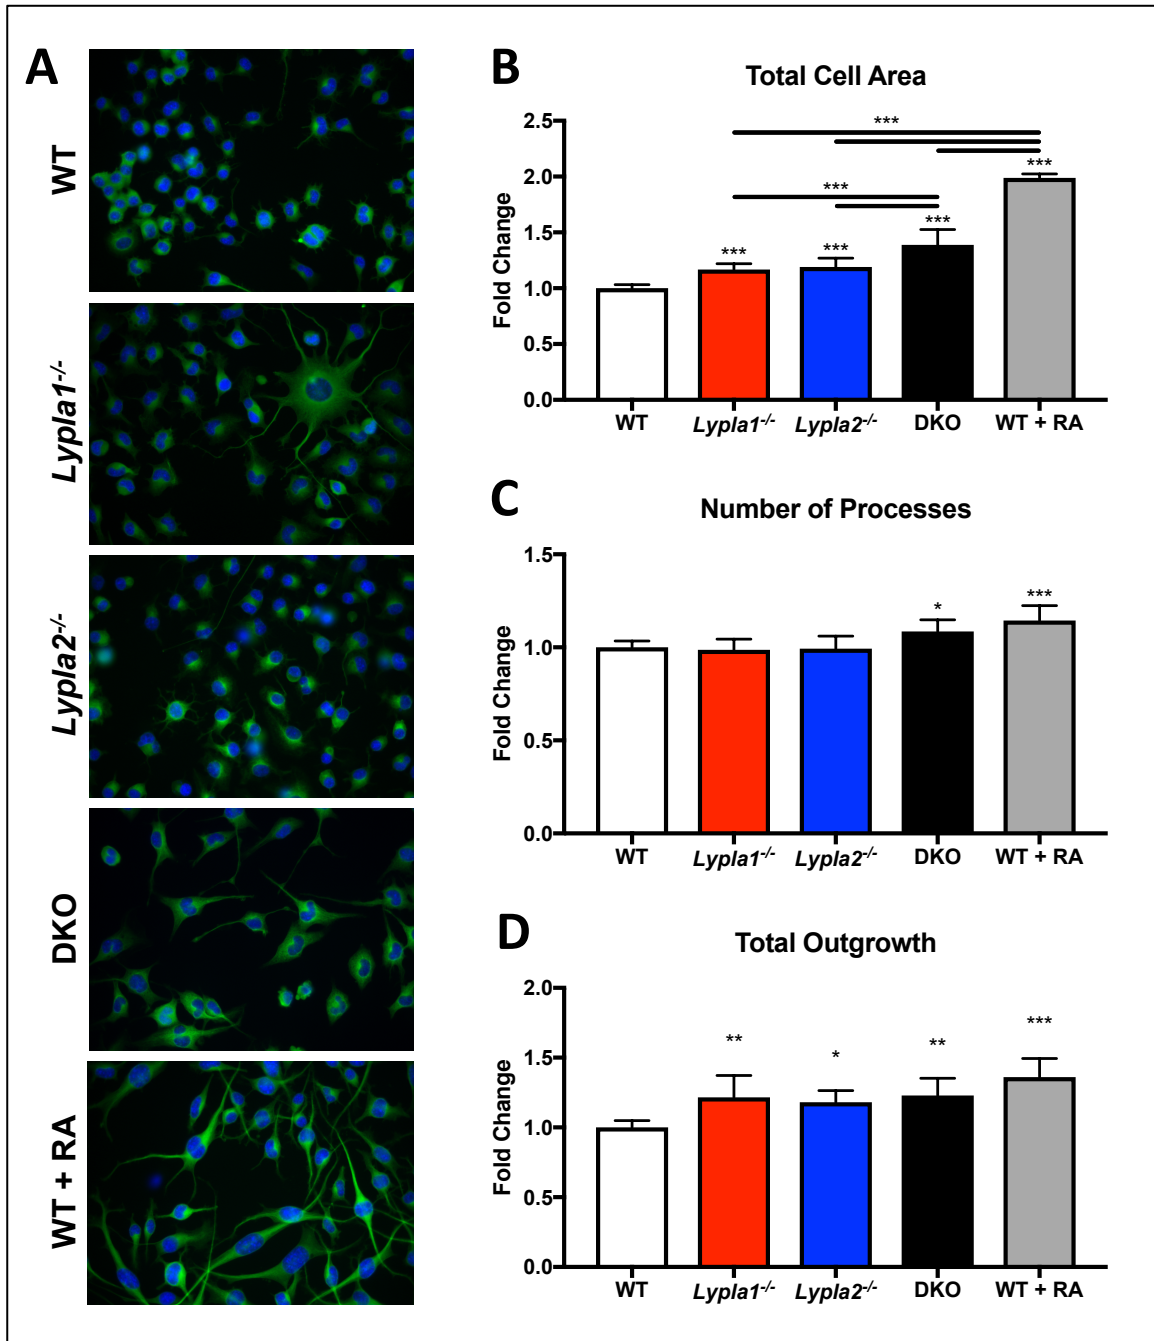 A
WT
Lypla1-/-
Lypla2-/-
DKO
WT + RA
B
Total Cell Area
Fold Change
2.5
2.0
1.5
1.0
0.5
0.0
***
***
***
***
***
***
WT
Lypla1-/-
Lypla2-/-
DKO
WT + RA
C
Number of Processes
Fold Change
1.5
1.0
0.5
0.0
*
***
WT
Lypla1-/-
Lypla2-/-
DKO
WT + RA
D
Total Outgrowth
Fold Change
2.0
1.5
1.0
0.5
0.0
**
*
**
***
WT
Lypla1-/-
Lypla2-/-
DKO
WT + RA